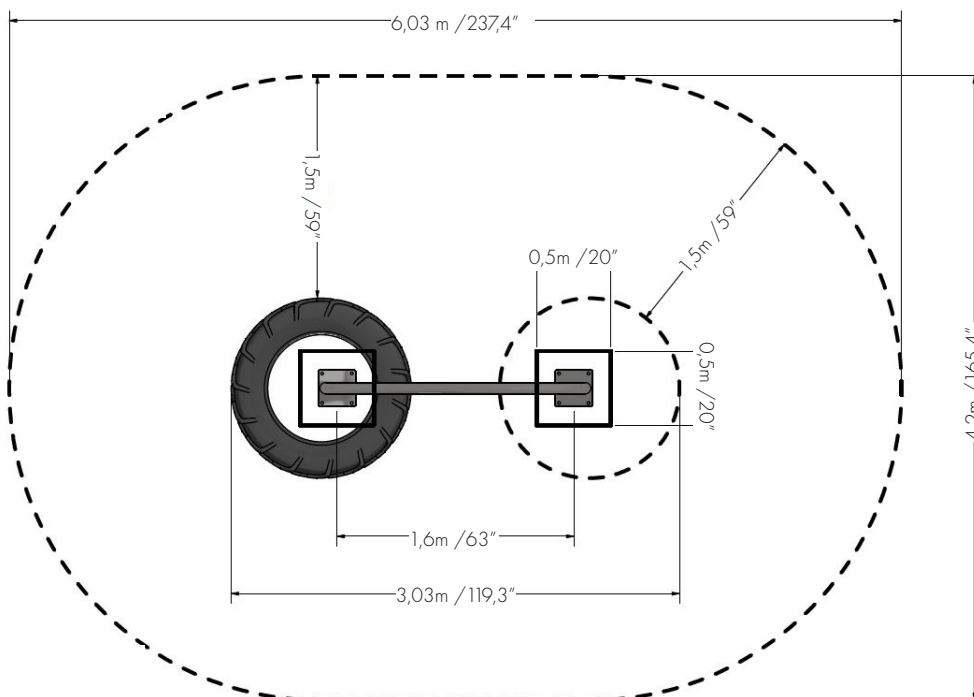 6,03 m /237,4"
1,5m / 59"
1,5m /59"
0,5m /20"
0,5m /20"
4,2m /165,4"
1,6m /63"
3,03m /119,3"